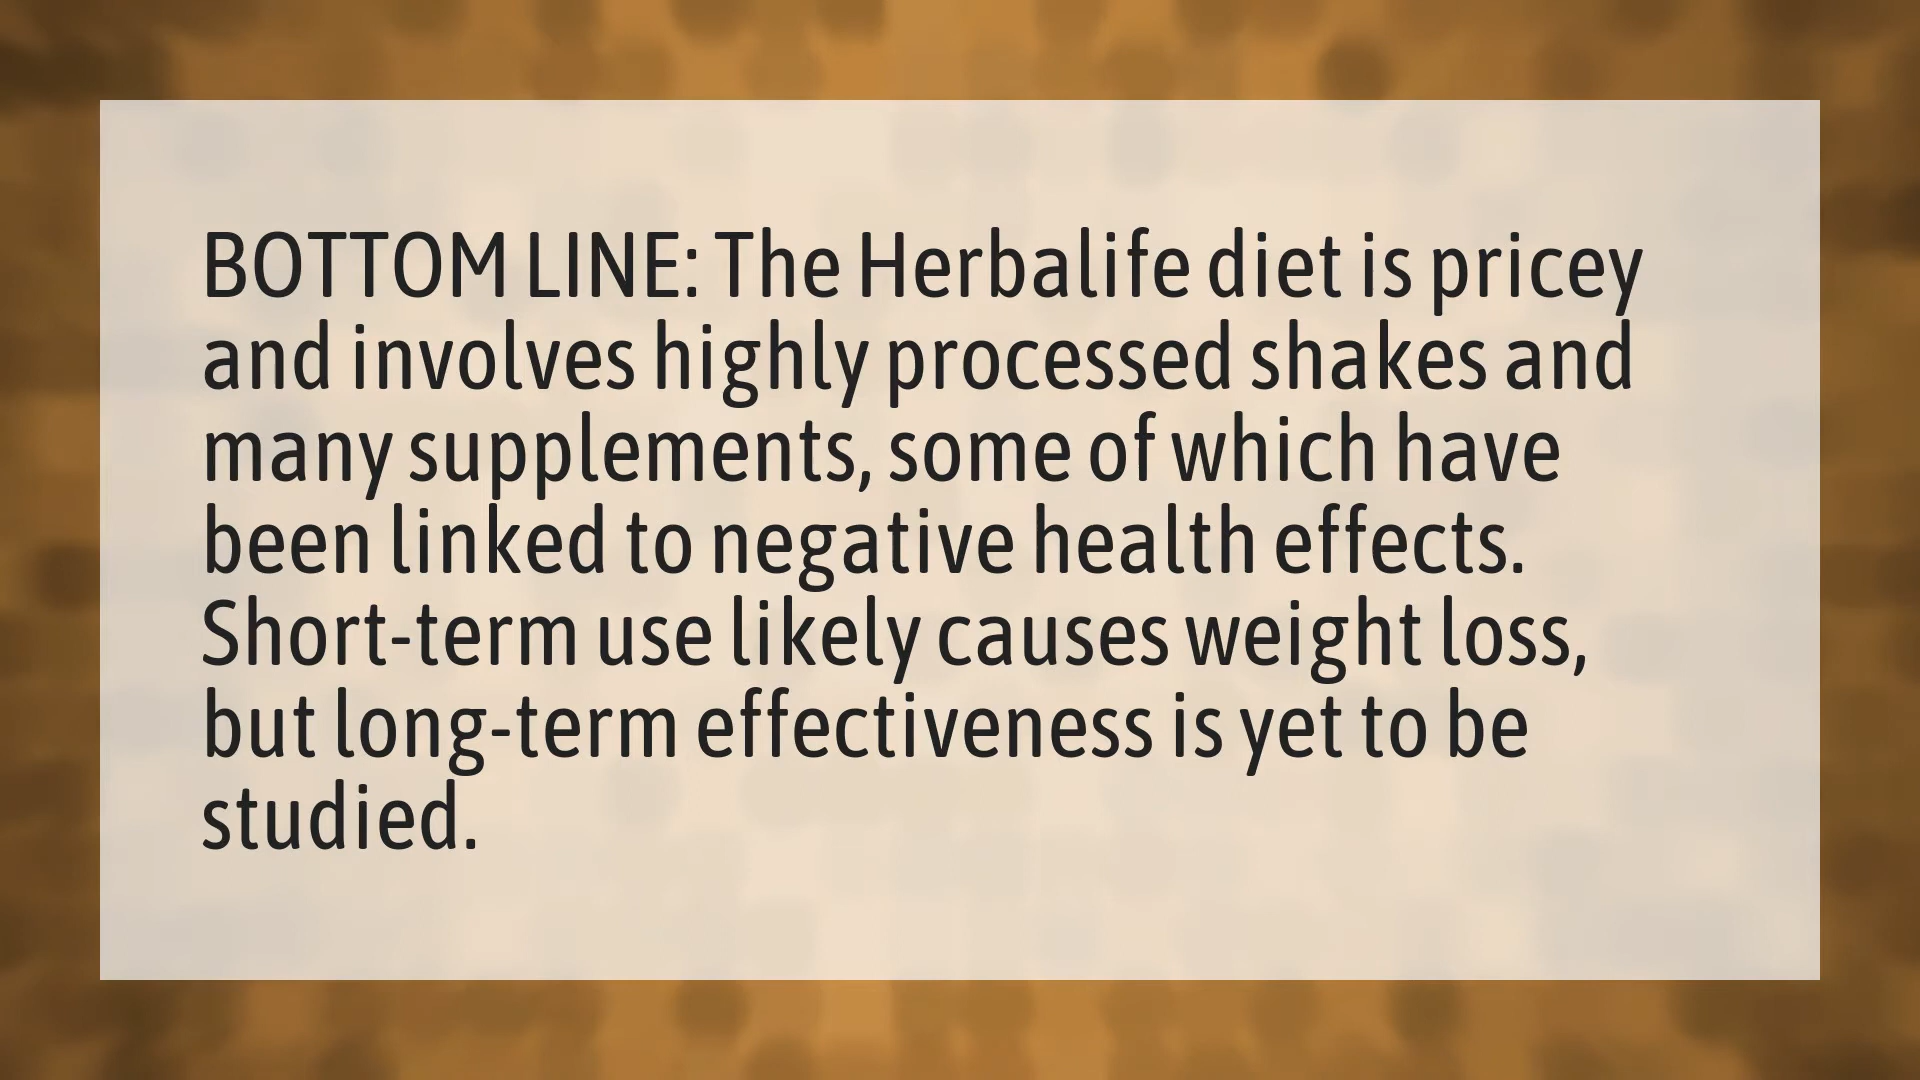 BOTTOM LINE: The Herbalife diet is pricey
and involves highly processed shakes and
many supplements, some of which have
been linked to negative health effects.
Short-term use likely causes weight loss,
but long-term effectiveness is yet to be
studied.